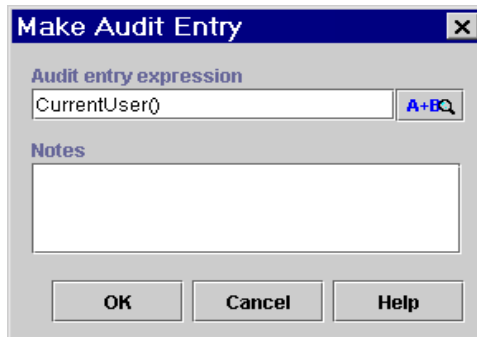 Make Audit Entry
Audit entry expression
CurrentUser()
A+B
Notes
OK Cancel Help